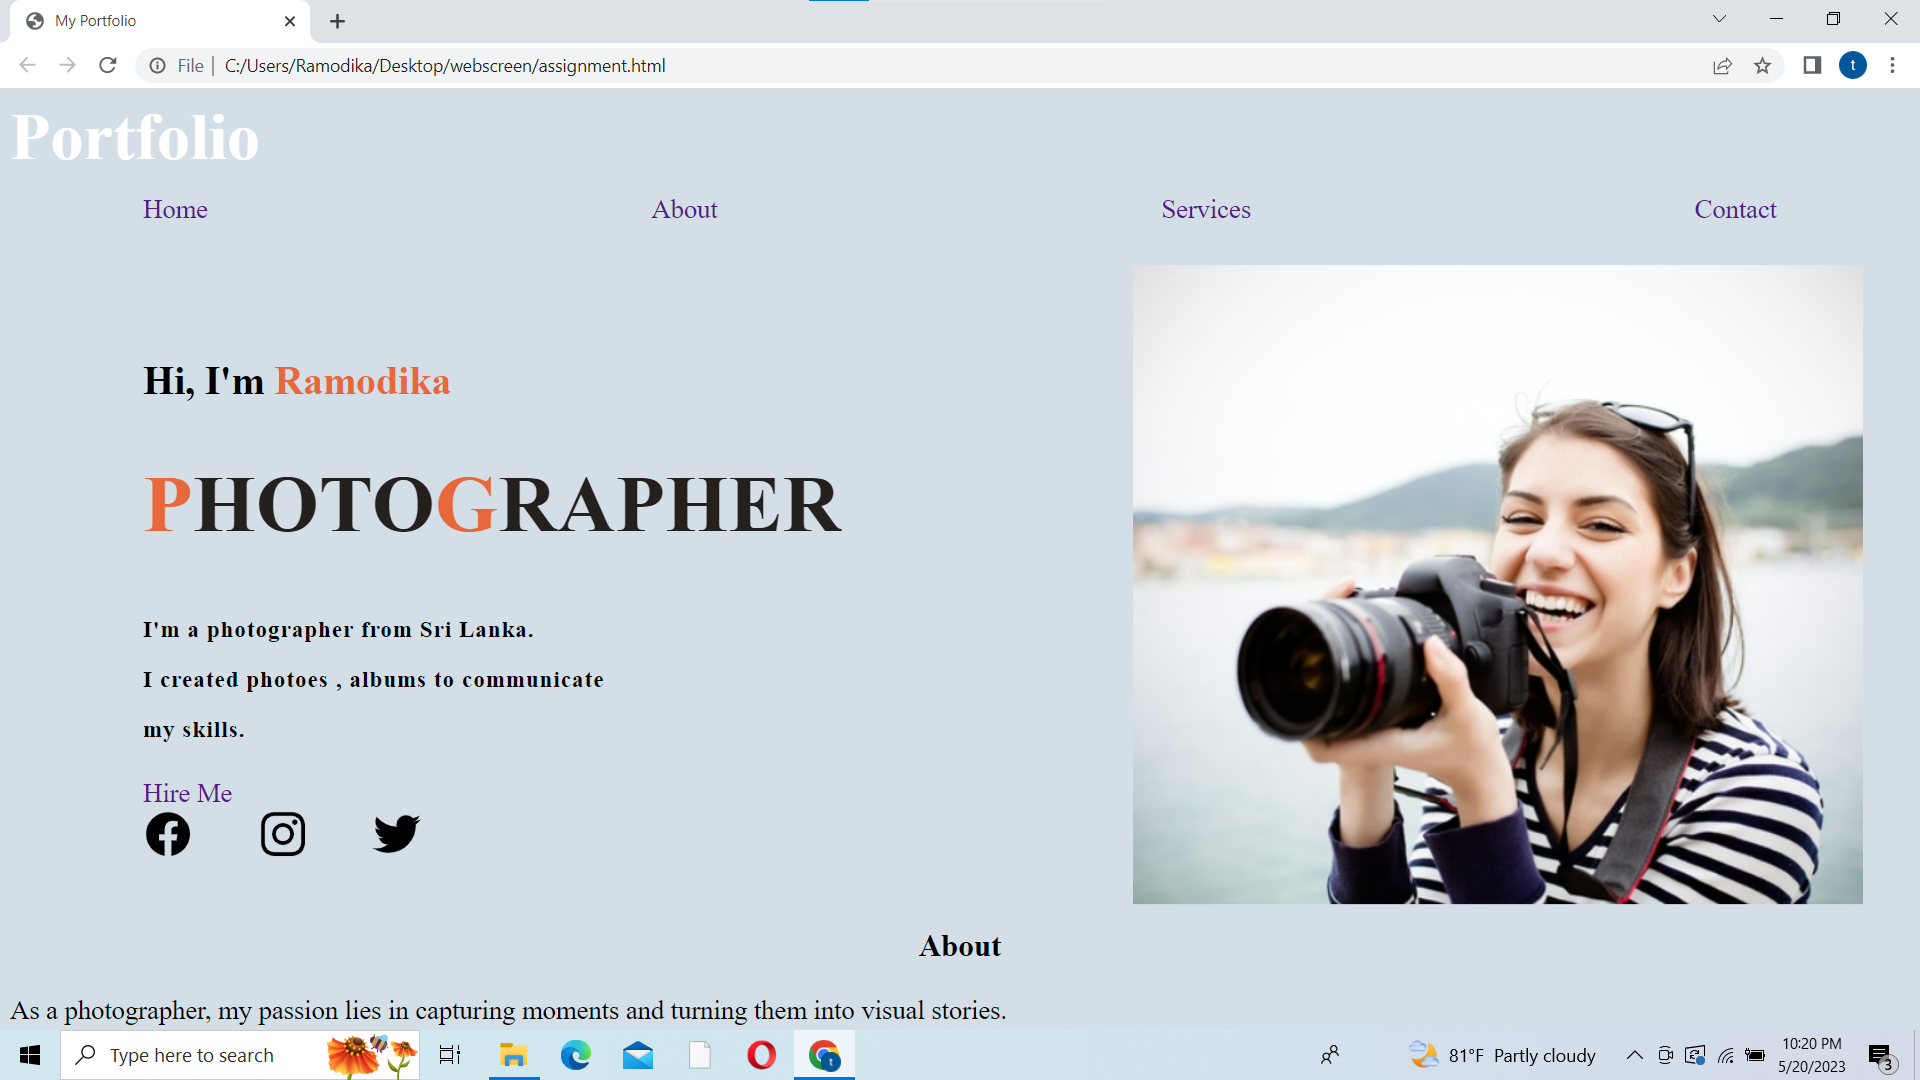 My Portfolio
File | C:/Users/Ramodika/Desktop/webscreen/assignment.html
t
Portfolio
Home About Services Contact
Hi, I'm Ramodika
PHOTOGRAPHER
I'm a photographer from Sri Lanka.
I created photoes , albums to communicate
my skills.
Hire Me
About
As a photographer, my passion lies in capturing moments and turning them into visual stories.
Type here to search
t
81°F Partly cloudy
10:20 PM
5/20/2023
3